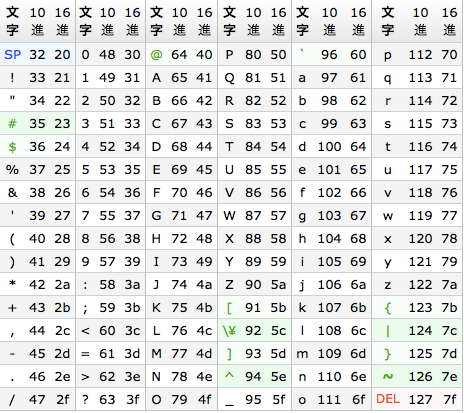 文字 10進 16進 文字 10進 16進 文字 10進 16進 文字 10進 16進 文字 10進 16進 文字 10進 16進
SP 32 20 0 48 30 @ 64 40 P 80 50 ` 96 60 p 112 70
! 33 21 1 49 31 A 65 41 Q 81 51 a 97 61 q 113 71
" 34 22 2 50 32 B 66 42 R 82 52 b 98 62 r 114 72
# 35 23 3 51 33 C 67 43 S 83 53 c 99 63 s 115 73
$ 36 24 4 52 34 D 68 44 T 84 54 d 100 64 t 116 74
% 37 25 5 53 35 E 69 45 U 85 55 e 101 65 u 117 75
& 38 26 6 54 36 F 70 46 V 86 56 f 102 66 v 118 76
' 39 27 7 55 37 G 71 47 W 87 57 g 103 67 w 119 77
( 40 28 8 56 38 H 72 48 X 88 58 h 104 68 x 120 78
) 41 29 9 57 39 I 73 49 Y 89 59 i 105 69 y 121 79
* 42 2a : 58 3a J 74 4a Z 90 5a j 106 6a z 122 7a
+ 43 2b ; 59 3b K 75 4b [ 91 5b k 107 6b { 123 7b
, 44 2c < 60 3c L 76 4c \¥ 92 5c l 108 6c | 124 7c
- 45 2d = 61 3d M 77 4d ] 93 5d m 109 6d } 125 7d
. 46 2e > 62 3e N 78 4e ^ 94 5e n 110 6e ~ 126 7e
/ 47 2f ? 63 3f O 79 4f _ 95 5f o 111 6f DEL 127 7f